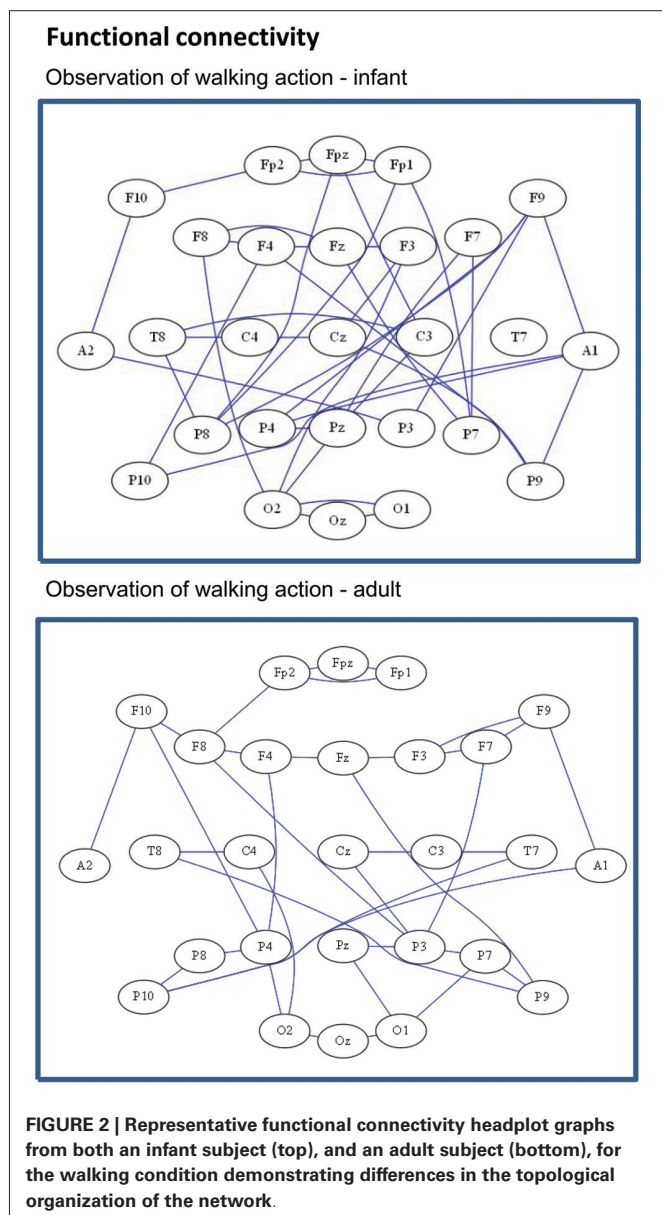 Functional connectivity
Observation of walking action - infant
Fp2 Fpz Fp1
F10 F9
F8 F4 Fz F3 F7
A2 T8 C4 Cz C3 T7 A1
P8 P4 Pz P3 P7
P10 P9
O2 Oz O1
Observation of walking action - adult
Fp2 Fpz Fp1
F10 F9
F8 F4 Fz F3 F7
A2 T8 C4 Cz C3 T7 A1
P8 P4 Pz P3 P7
P10 P9
O2 Oz O1
FIGURE 2 | Representative functional connectivity headplot graphs
from both an infant subject (top), and an adult subject (bottom), for
the walking condition demonstrating differences in the topological
organization of the network.